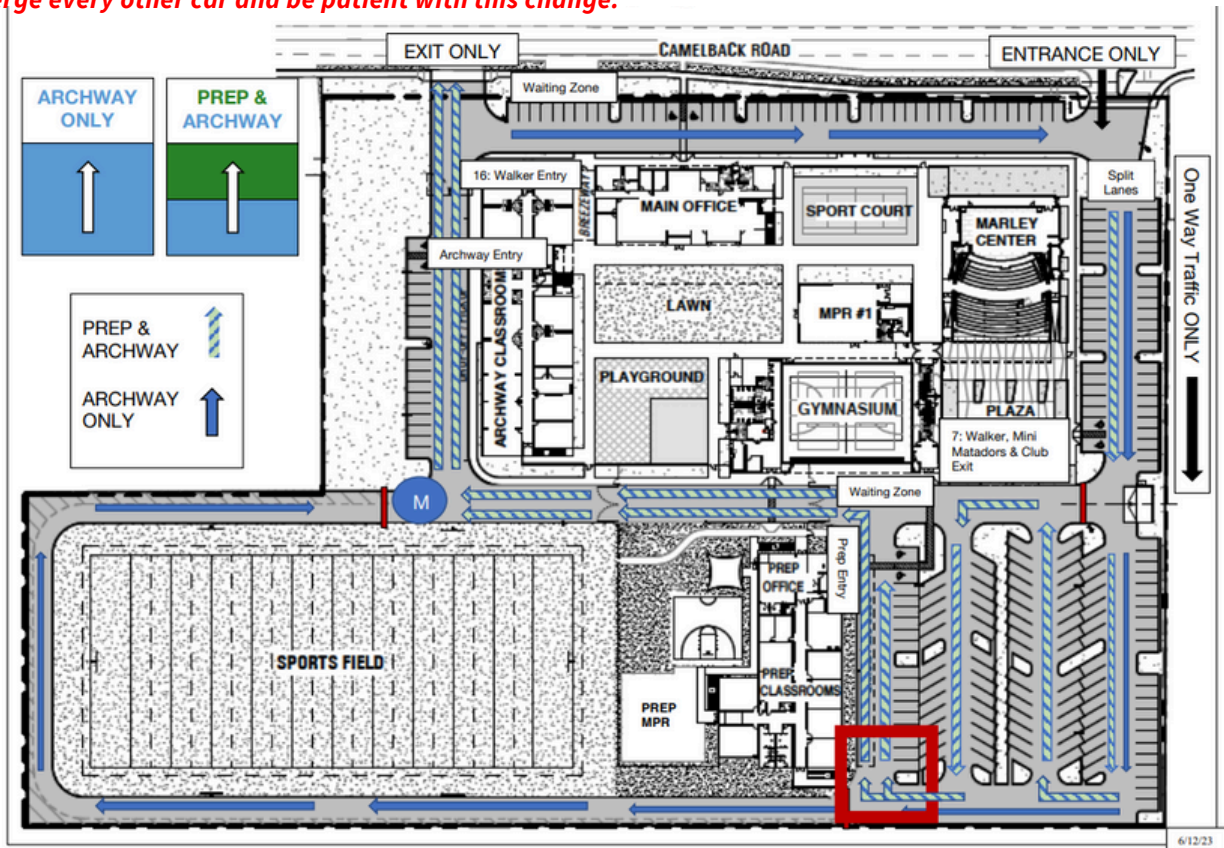 erge every other car and be patient with this change.
EXIT ONLY
CAMELBACK ROAD
ENTRANCE ONLY
ARCHWAY
ONLY
PREP &
ARCHWAY
Waiting Zone
16: Walker Entry
BREEZEWAY
MAIN OFFICE
SPORT COURT
MARLEY
CENTER
Split
Lanes
One Way Traffic ONLY
Archway Entry
ARCHWAY CLASSROOM
LAWN
MPR #1
PREP &
ARCHWAY
ARCHWAY
ONLY
PLAYGROUND
GYMNASIUM
PLAZA
7: Walker, Mini
Matadors & Club
Exit
M
Waiting Zone
Prep Entry
PREP
OFFICE
SPORTS FIELD
PREP
CLASSROOMS
PREP
MPR
6/12/23